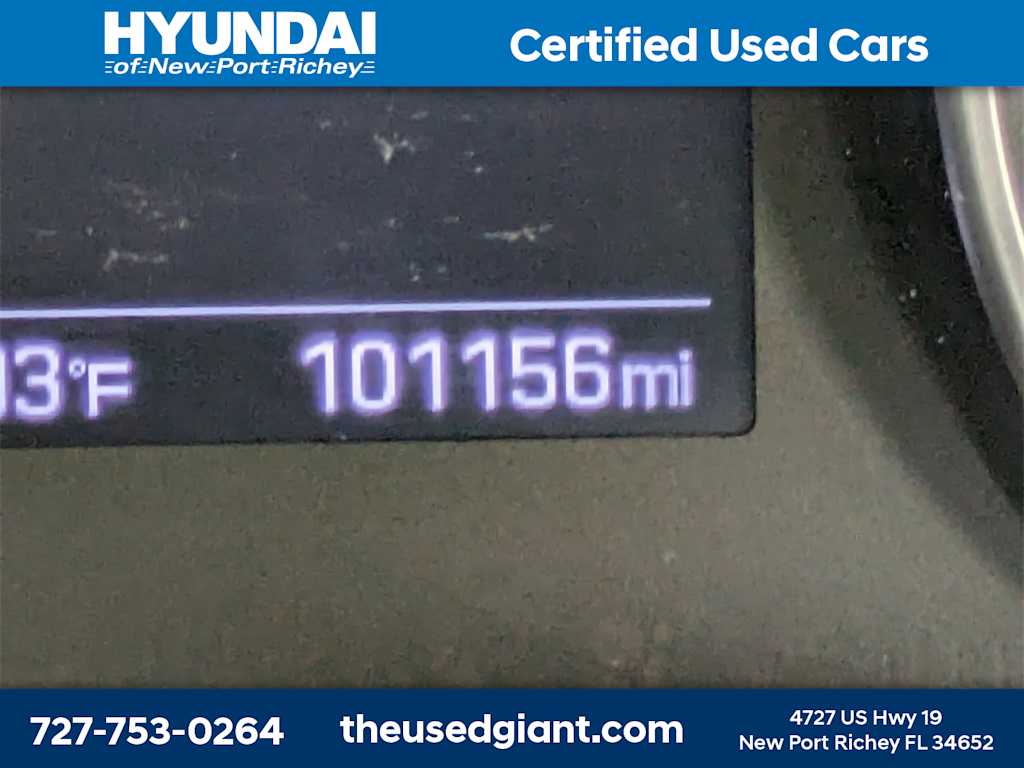 HYUNDAI
of New Port Richey
Certified Used Cars
03°F
101156mi
727-753-0264
theusedgiant.com
4727 US Hwy 19
New Port Richey FL 34652